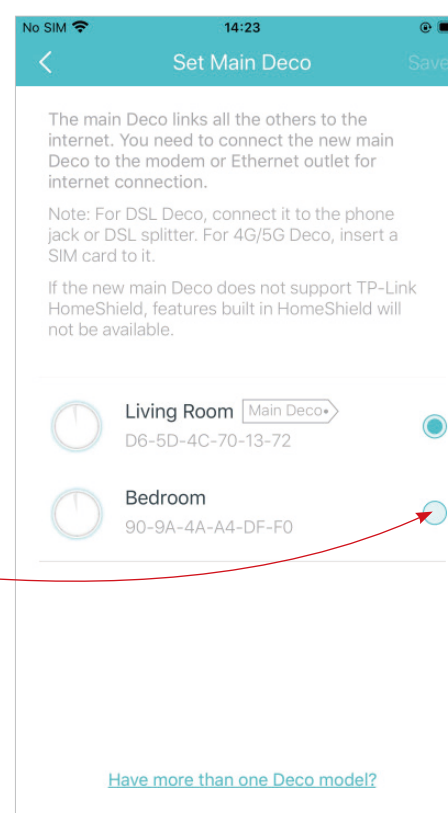 No SIM 14:23
Set Main Deco Save
The main Deco links all the others to the
internet. You need to connect the new main
Deco to the modem or Ethernet outlet for
internet connection.
Note: For DSL Deco, connect it to the phone
jack or DSL splitter. For 4G/5G Deco, insert a
SIM card to it.
If the new main Deco does not support TP-Link
HomeShield, features built in HomeShield will
not be available.
Living Room Main Deco
D6-5D-4C-70-13-72
Bedroom
90-9A-4A-A4-DF-F0
Have more than one Deco model?